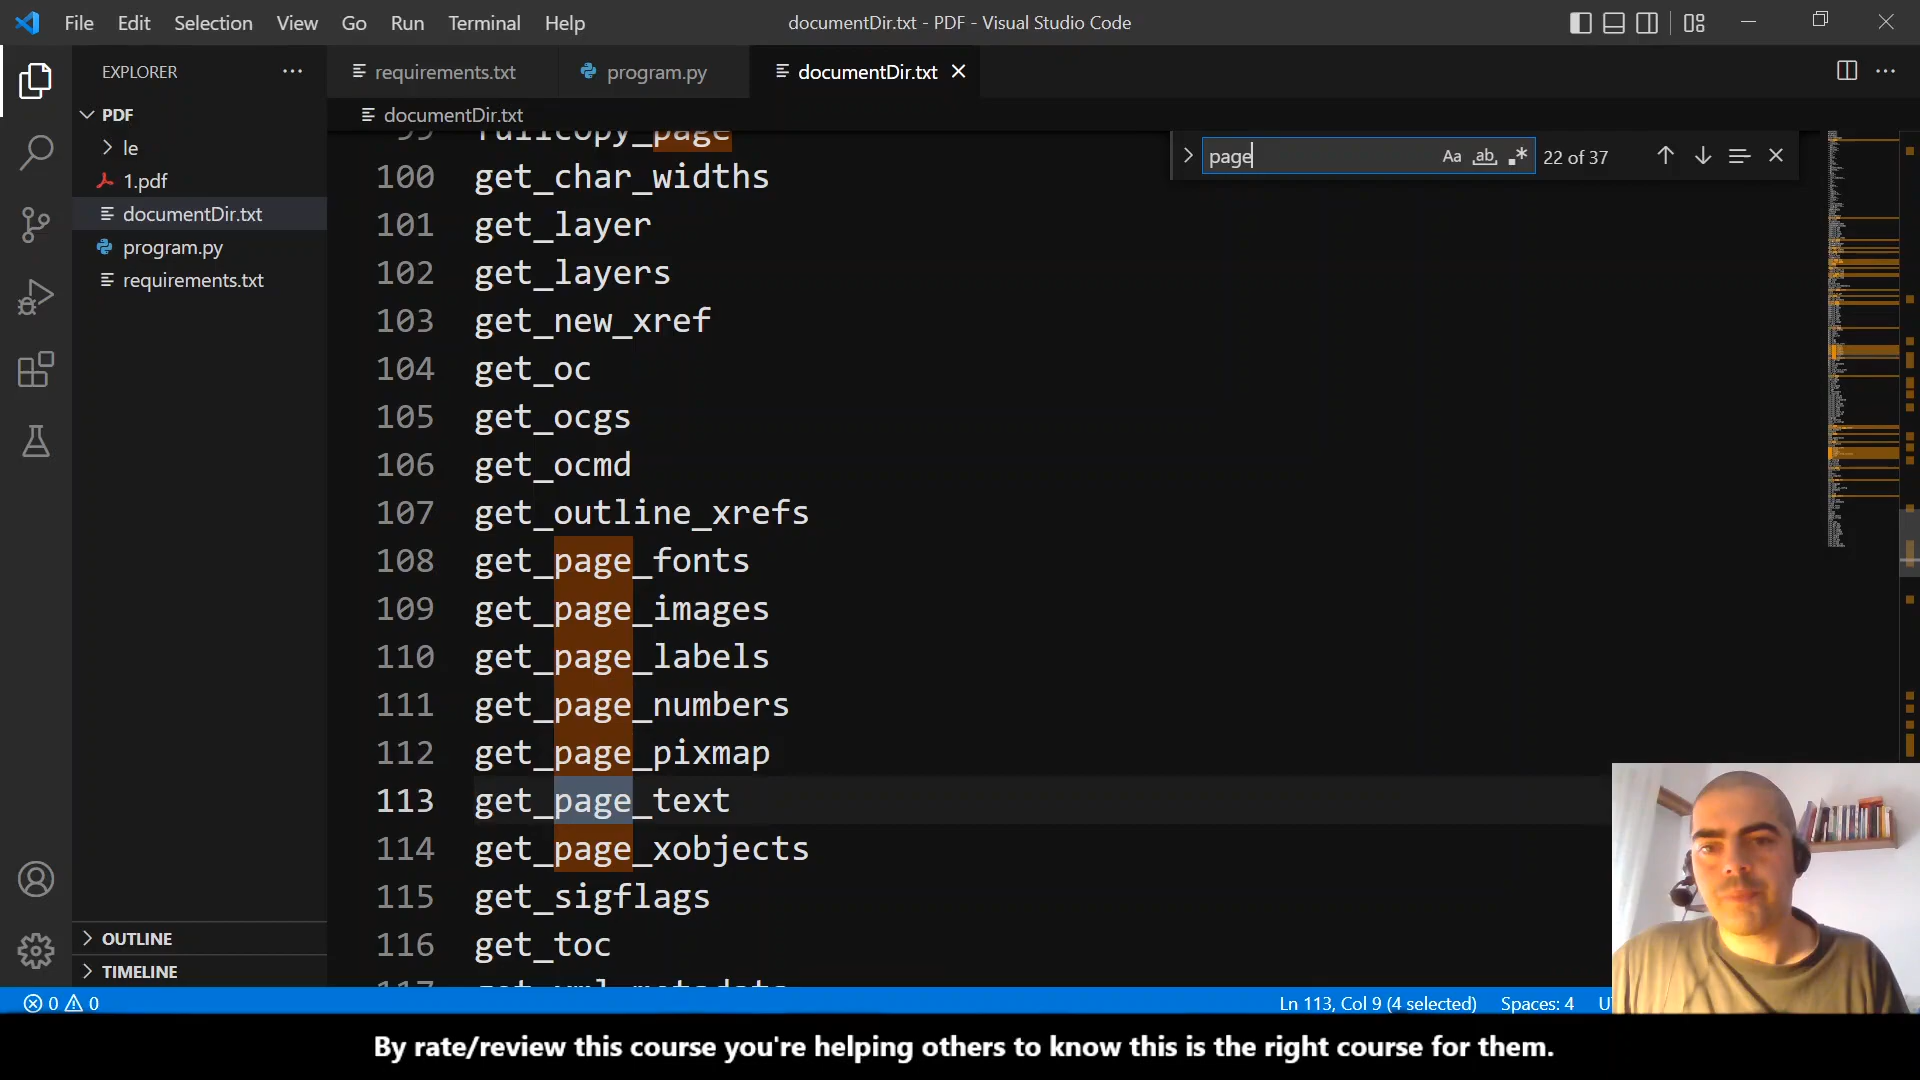 File Edit Selection View Go Run Terminal Help documentDir.txt - PDF - Visual Studio Code
EXPLORER
requirements.txt program.py documentDir.txt
PDF
documentDir.txt
le
1.pdf
documentDir.txt
program.py
requirements.txt
page
Aa ab
22 of 37
99 fullcopy_page
100 get_char_widths
101 get_layer
102 get_layers
103 get_new_xref
104 get_oc
105 get_ocgs
106 get_ocmd
107 get_outline_xrefs
108 get_page_fonts
109 get_page_images
110 get_page_labels
111 get_page_numbers
112 get_page_pixmap
113 get_page_text
114 get_page_xobjects
115 get_sigflags
116 get_toc
117 get_xml_metadata
OUTLINE
TIMELINE
0 0
Ln 113, Col 9 (4 selected) Spaces: 4
By rate/review this course you're helping others to know this is the right course for them.